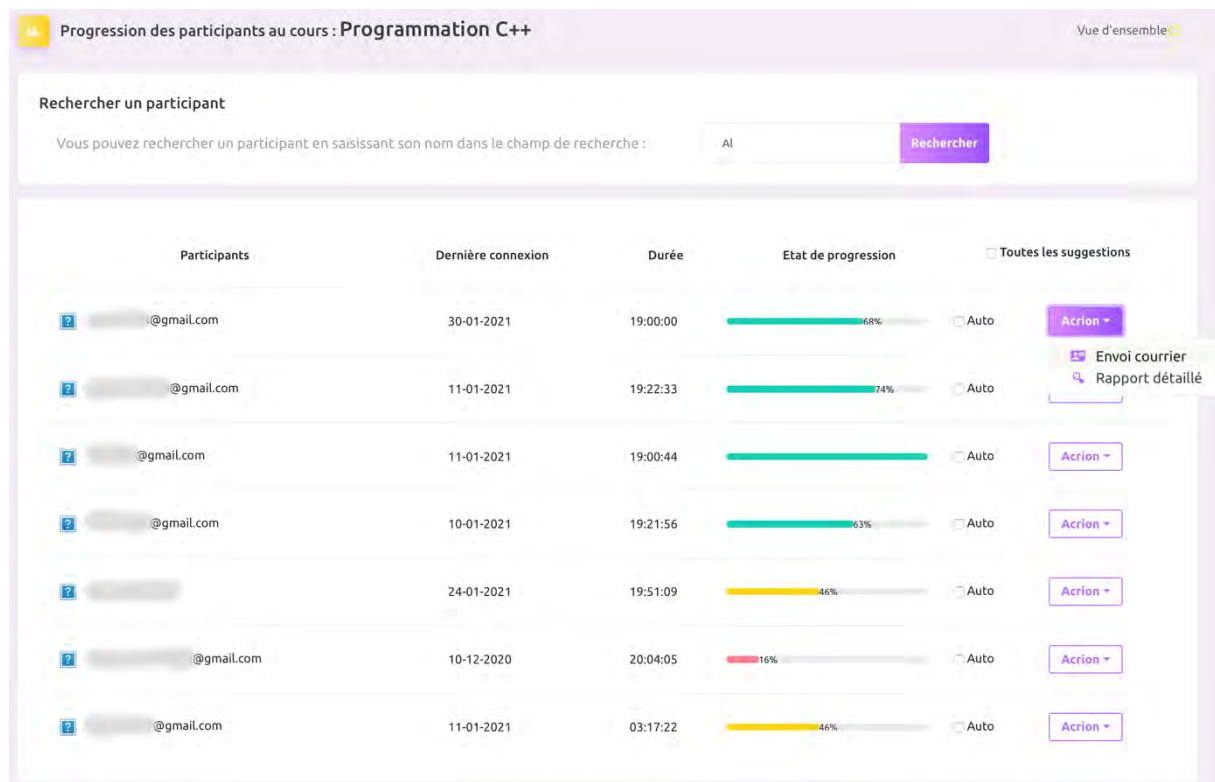 Progression des participants au cours : Programmation C++
Vue d'ensemble
Rechercher un participant
Vous pouvez rechercher un participant en saisissant son nom dans le champ de recherche : Al Rechercher
Participants Dernière connexion Durée Etat de progression Toutes les suggestions
@gmail.com 30-01-2021 19:00:00 68% Auto Acrion
Envoi courrier
Rapport détaillé
@gmail.com 11-01-2021 19:22:33 74% Auto
@gmail.com 11-01-2021 19:00:44 Auto Acrion
@gmail.com 10-01-2021 19:21:56 63% Auto Acrion
24-01-2021 19:51:09 46% Auto Acrion
@gmail.com 10-12-2020 20:04:05 16% Auto Acrion
@gmail.com 11-01-2021 03:17:22 46% Auto Acrion